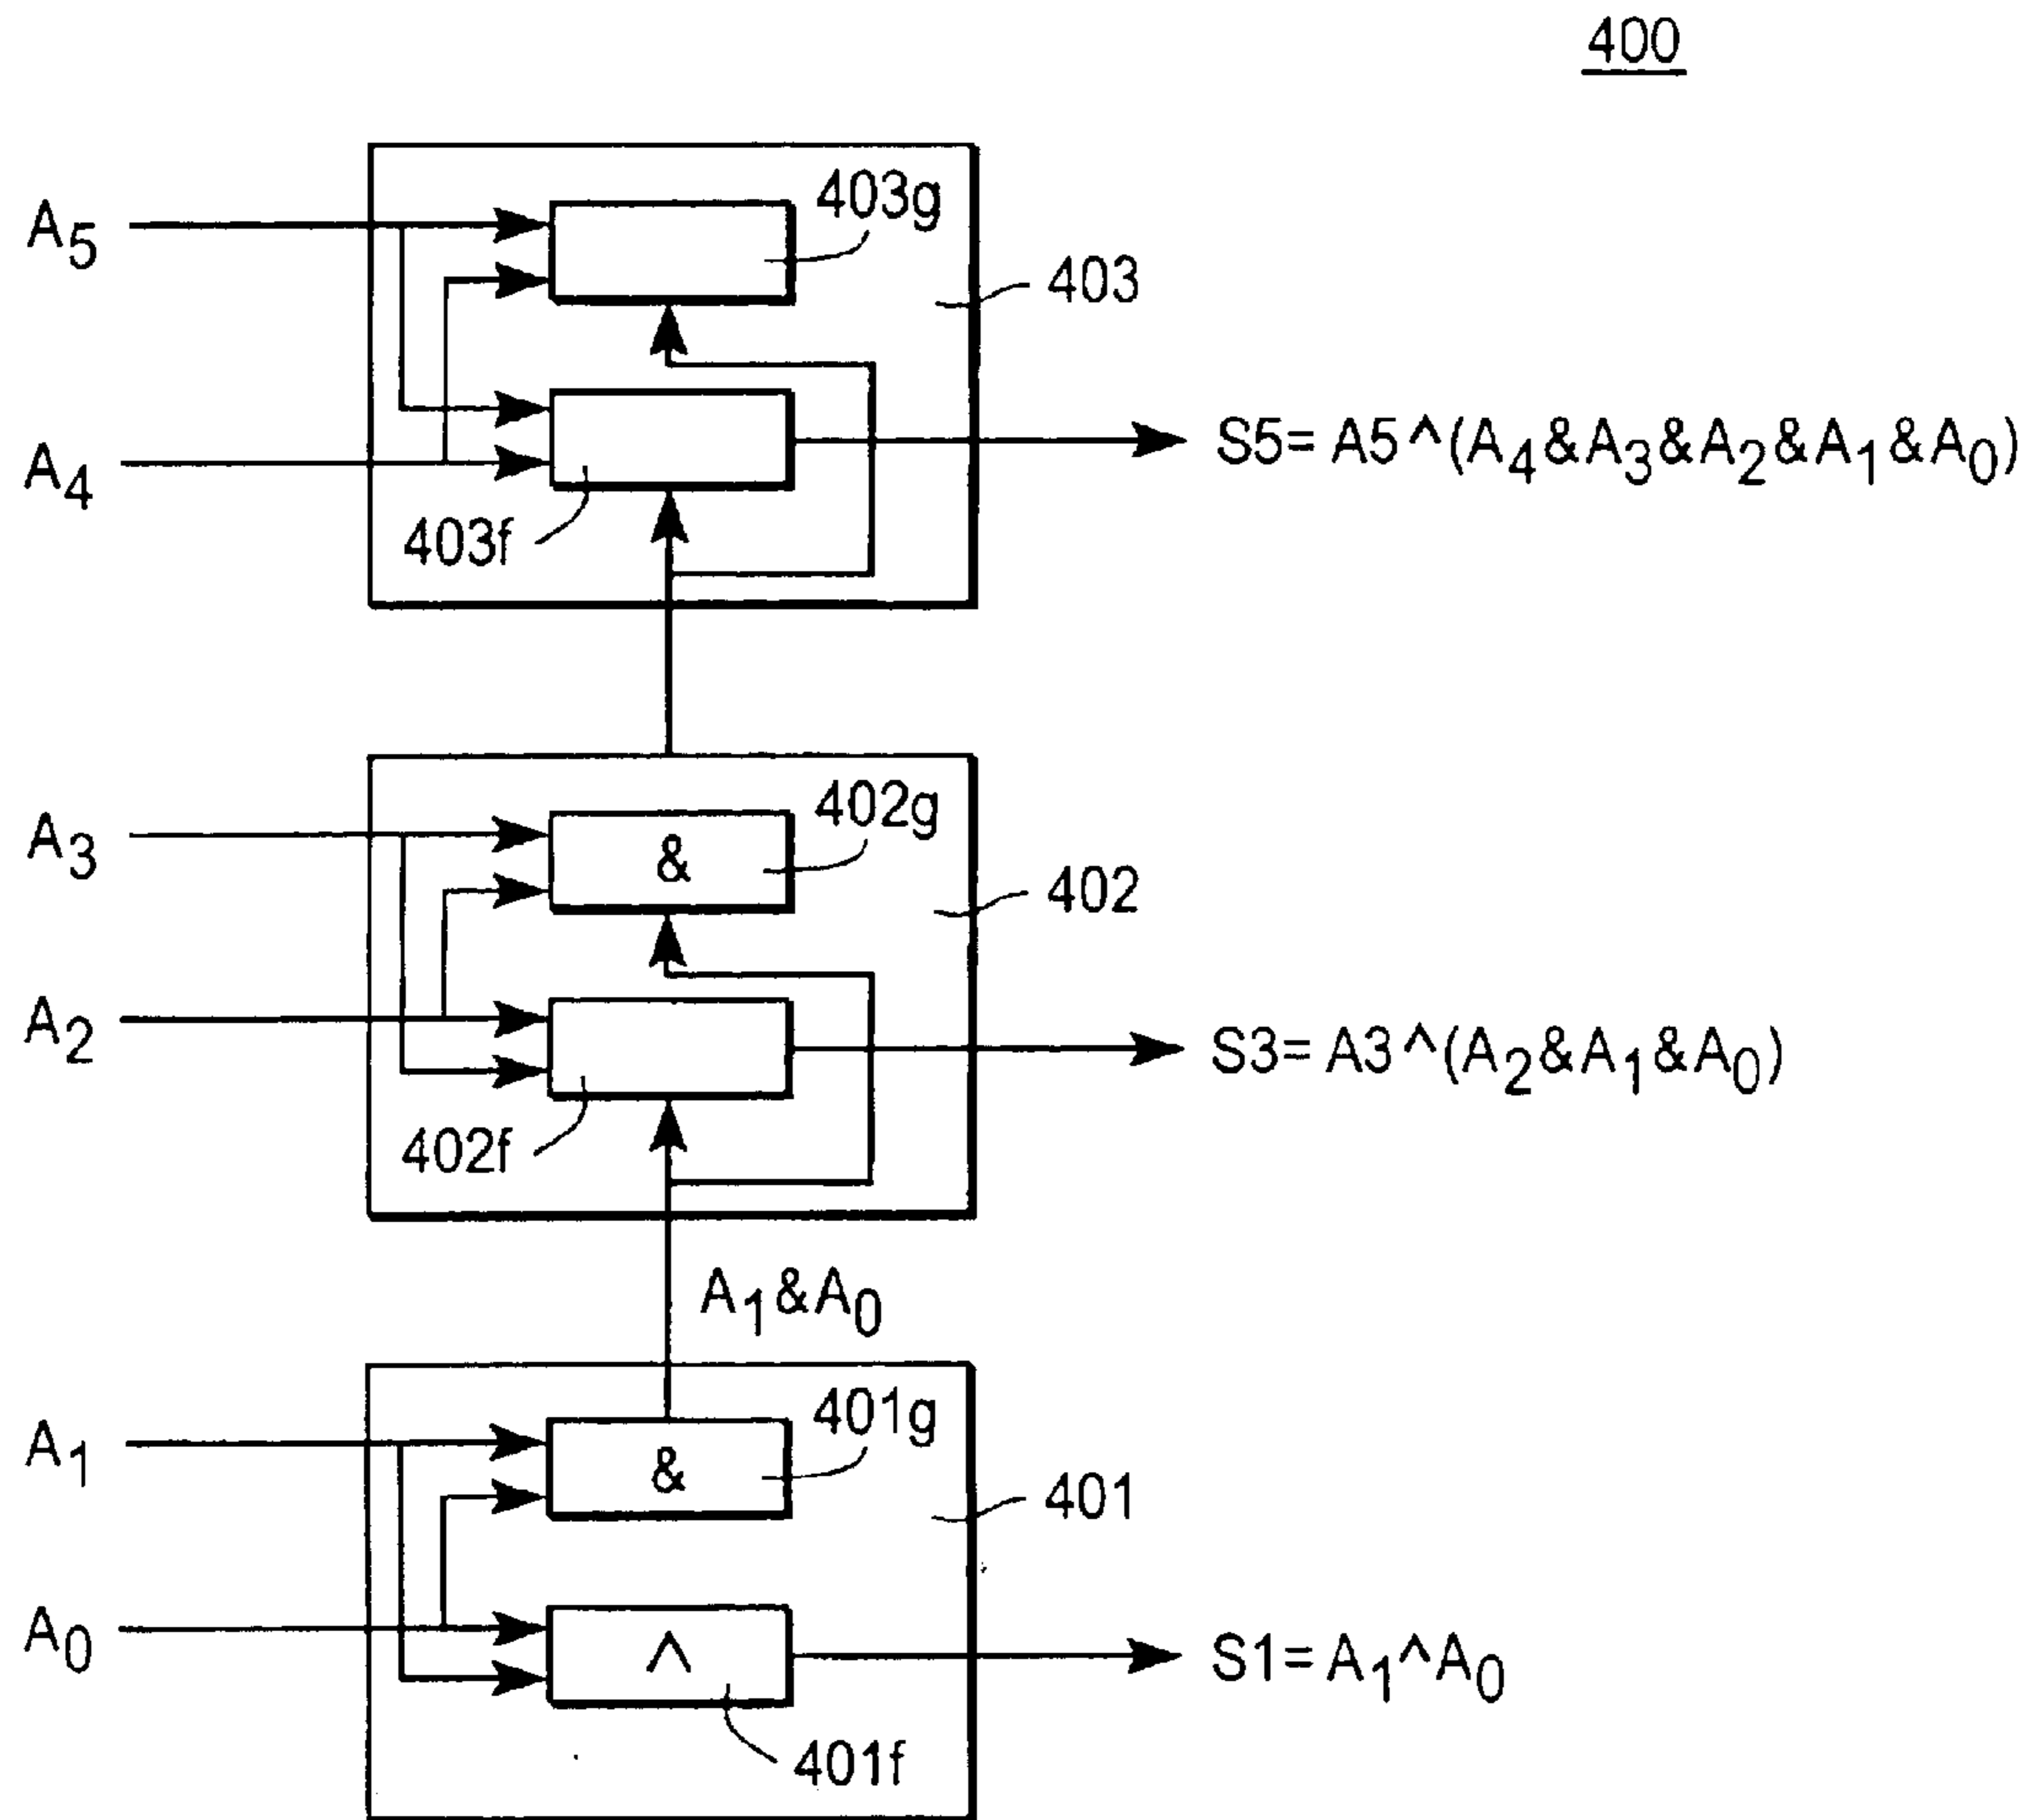 400
A5
403g
403
A4
403f
S5= A5^(A4&A3&A2&A1&A0)
A3
&
402g
402
A2
402f
S3= A3^(A2&A1&A0)
A1&A0
A1
&
401g
401
A0
^
401f
S1=A1^A0